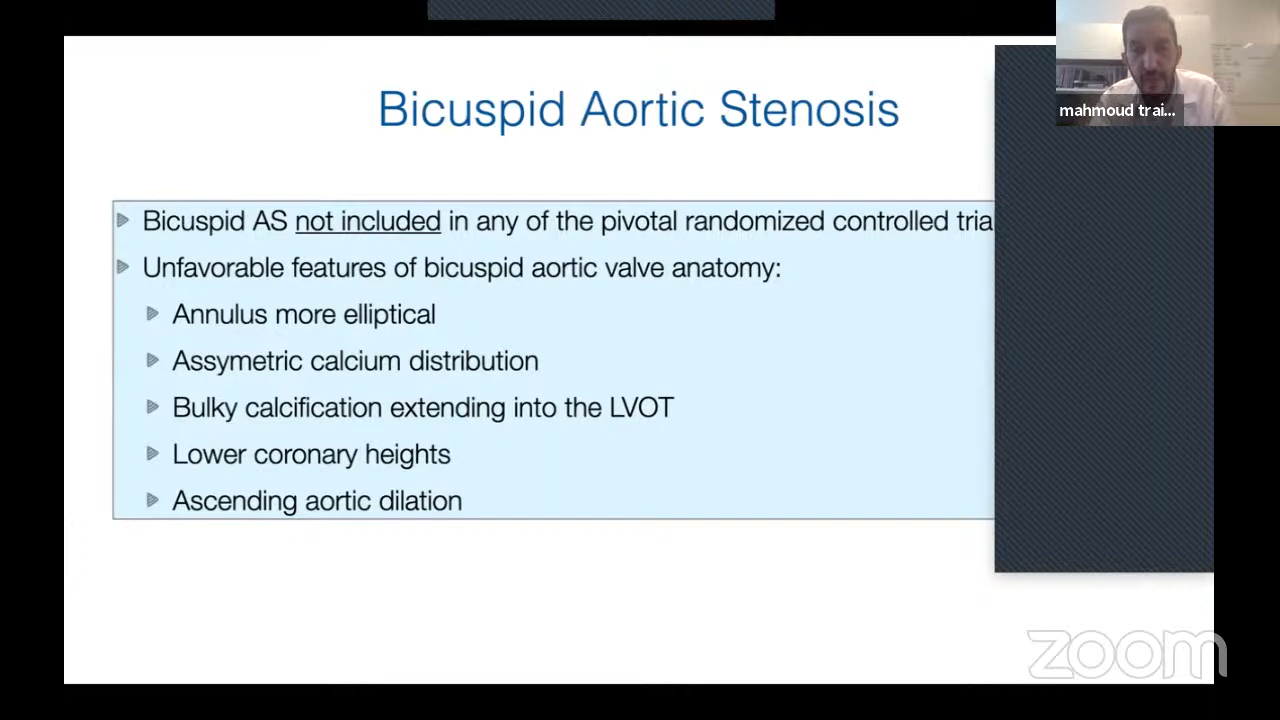 mahmoud trai...
Bicuspid Aortic Stenosis
Bicuspid AS not included in any of the pivotal randomized controlled tria
Unfavorable features of bicuspid aortic valve anatomy:
Annulus more elliptical
Assymetric calcium distribution
Bulky calcification extending into the LVOT
Lower coronary heights
Ascending aortic dilation
zoom